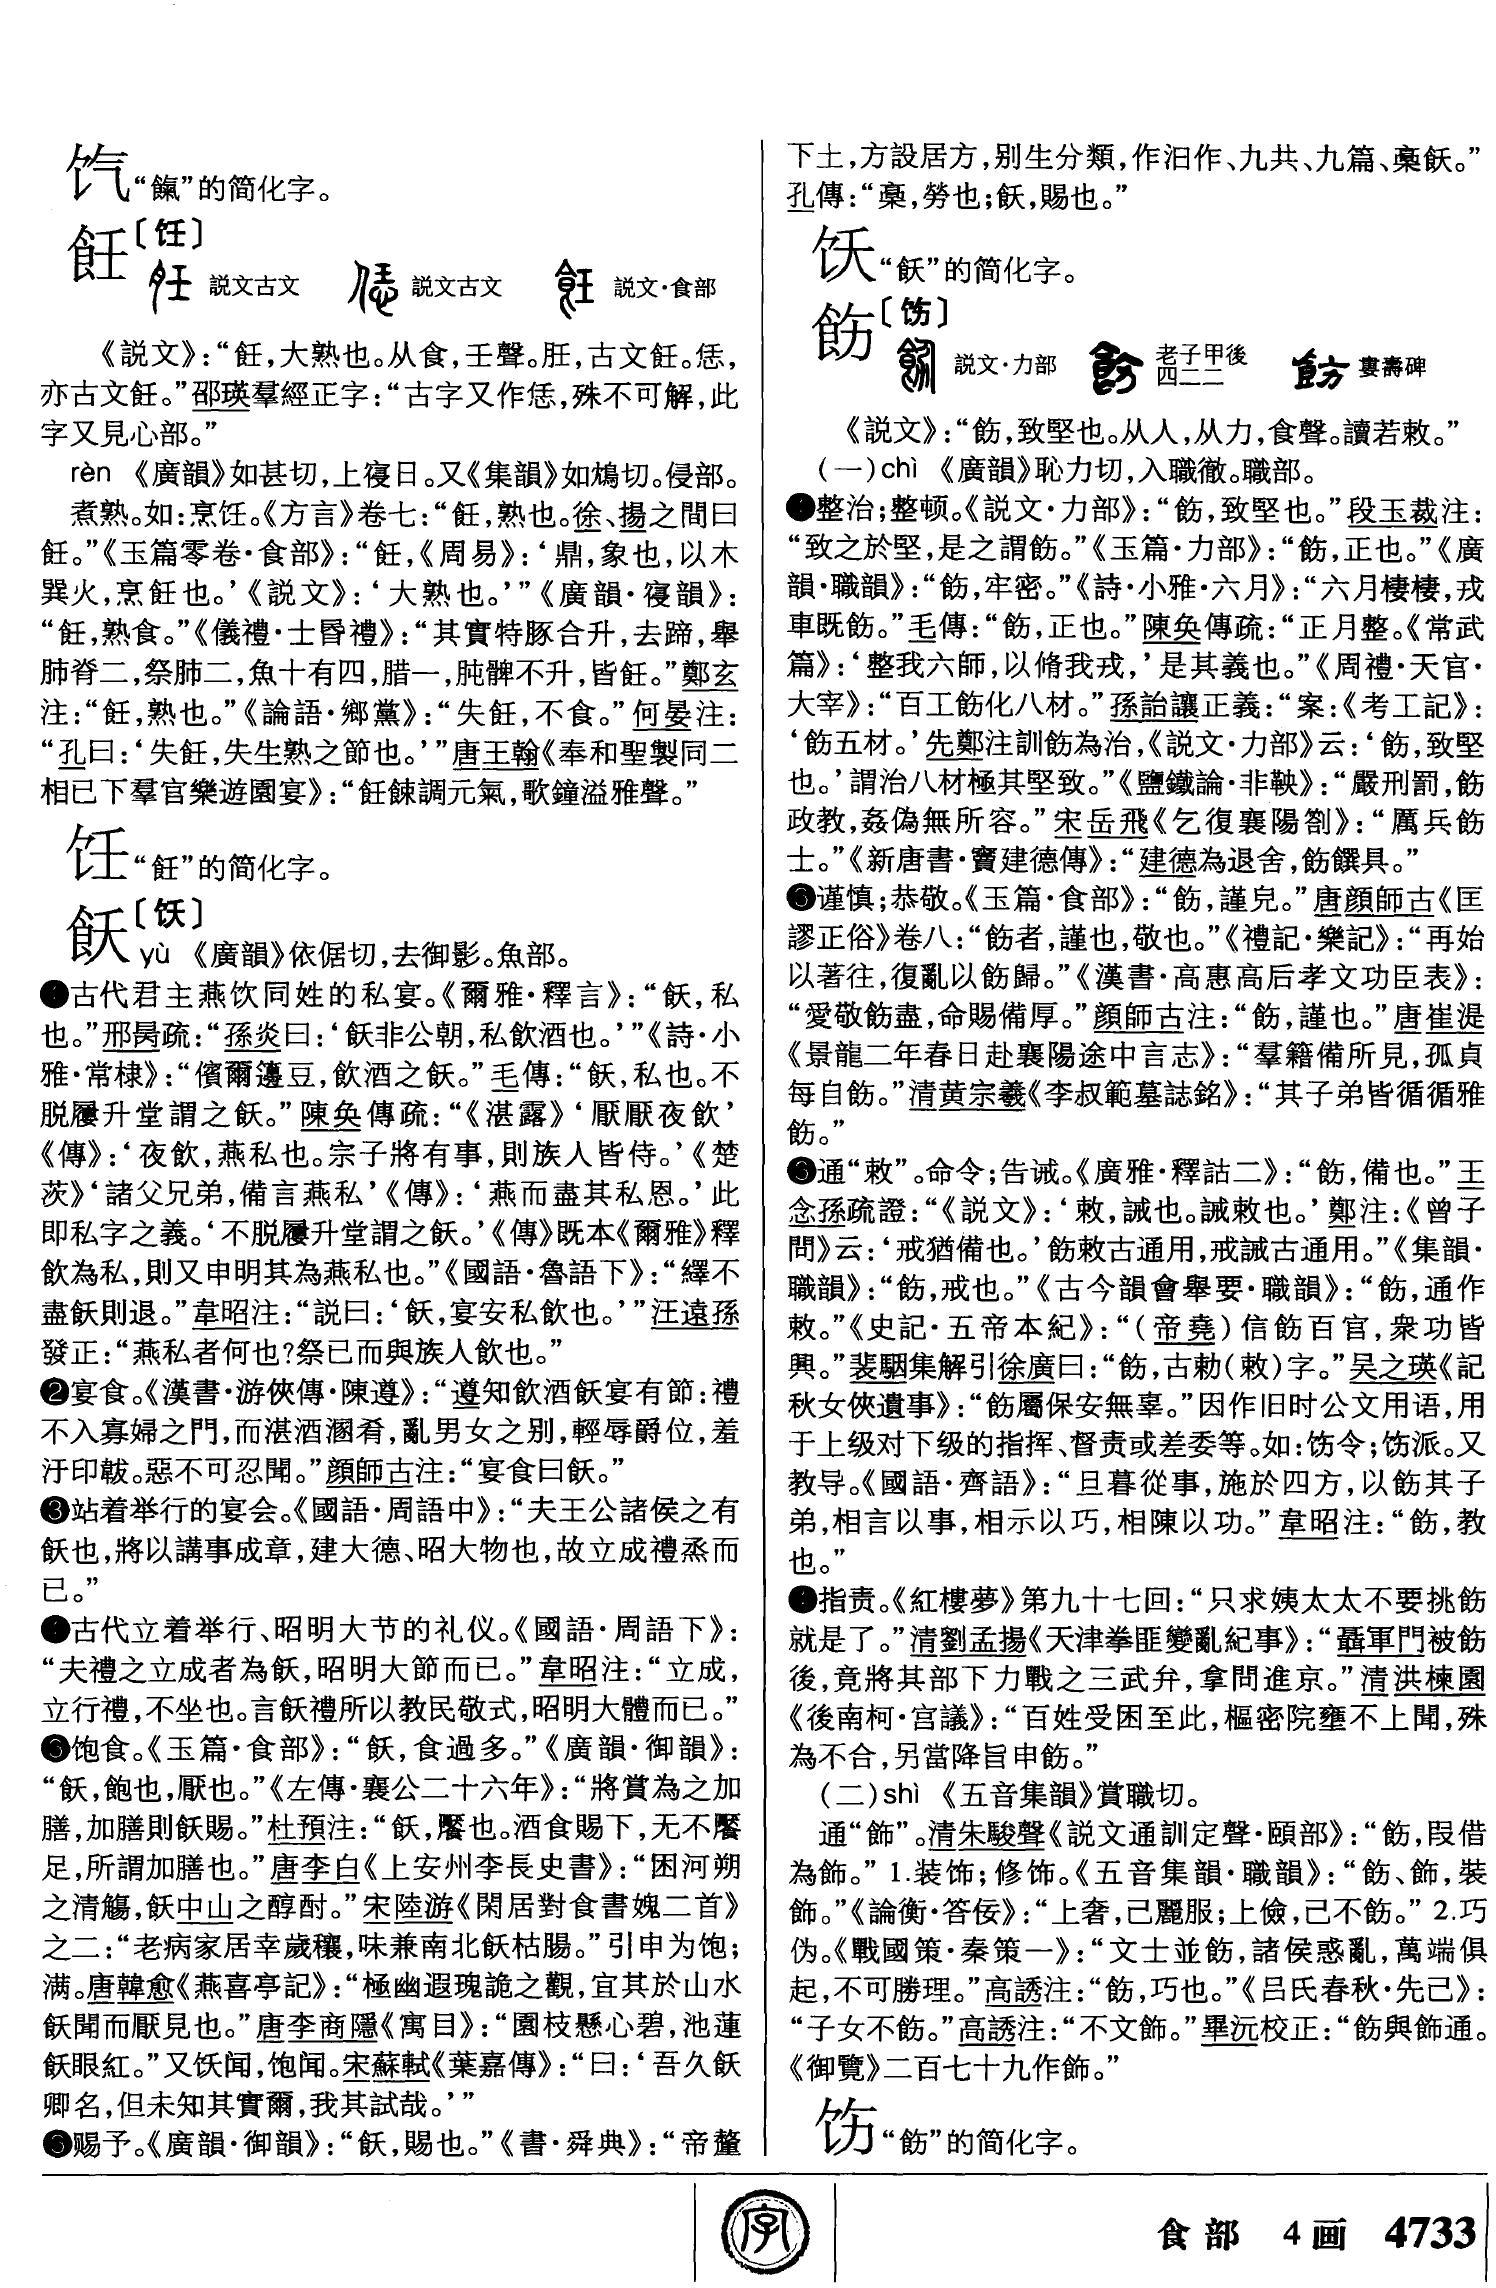 饩“餼”的简化字。
飪〔饪〕
説文古文 説文古文 説文·食部
《説文》：“飪，大熟也。从食，壬聲。肚，古文飪。恁，
亦古文飪。”邵瑛羣經正字：“古字又作恁，殊不可解，此
字又見心部。”
rèn 《廣韻》如甚切，上寑日。又《集韻》如鴆切。侵部。
煮熟。如：烹饪。《方言》卷七：“飪，熟也。徐、揚之間曰
飪。”《玉篇零卷·食部》：“飪，《周易》：‘鼎，象也，以木
巽火，烹飪也。’《説文》：‘大熟也。’”《廣韻·寑韻》：
“飪，熟食。”《儀禮·士昏禮》：“其實特豚合升，去蹄，舉
肺脊二，祭肺二，魚十有四，腊一，肫髀不升，皆飪。”鄭玄
注：“飪，熟也。”《論語·鄉黨》：“失飪，不食。”何晏注：
“孔曰：‘失飪，失生熟之節也。’”唐王翰《奉和聖製同二
相已下羣官樂遊園宴》：“飪餗調元氣，歌鐘溢雅聲。”
饪“飪”的简化字。
飫〔饫〕
yù 《廣韻》依倨切，去御影。魚部。
❶古代君主燕饮同姓的私宴。《爾雅·釋言》：“飫，私
也。”邢昺疏：“孫炎曰：‘飫非公朝，私飲酒也。’”《詩·小
雅·常棣》：“儐爾籩豆，飲酒之飫。”毛傳：“飫，私也。不
脱屨升堂謂之飫。”陳奂傳疏：“《湛露》‘厭厭夜飲’
《傳》：‘夜飲，燕私也。宗子將有事，則族人皆侍。’《楚
茨》‘諸父兄弟，備言燕私’《傳》：‘燕而盡其私恩。’此
即私字之義。‘不脱屨升堂謂之飫。’《傳》既本《爾雅》釋
飲為私，則又申明其為燕私也。”《國語·魯語下》：“繹不
盡飫則退。”韋昭注：“説曰：‘飫，宴安私飲也。’”汪遠孫
發正：“燕私者何也？祭已而與族人飲也。”
❷宴食。《漢書·游俠傳·陳遵》：“遵知飲酒飫宴有節：禮
不入寡婦之門，而湛酒溷肴，亂男女之别，輕辱爵位，羞
汙印韍。惡不可忍聞。”顔師古注：“宴食曰飫。”
❸站着举行的宴会。《國語·周語中》：“夫王公諸侯之有
飫也，將以講事成章，建大德、昭大物也，故立成禮烝而
已。”
❹古代立着举行、昭明大节的礼仪。《國語·周語下》：
“夫禮之立成者為飫，昭明大節而已。”韋昭注：“立成，
立行禮，不坐也。言飫禮所以教民敬式，昭明大體而已。”
❺饱食。《玉篇·食部》：“飫，食過多。”《廣韻·御韻》：
“飫，飽也，厭也。”《左傳·襄公二十六年》：“將賞為之加
膳，加膳則飫賜。”杜預注：“飫，饜也。酒食賜下，无不饜
足，所謂加膳也。”唐李白《上安州李長史書》：“困河朔
之清觴，飫中山之醇酎。”宋陸游《閑居對食書媿二首》
之二：“老病家居幸歲穰，味兼南北飫枯腸。”引申为饱；
满。唐韓愈《燕喜亭記》：“極幽遐瑰詭之觀，宜其於山水
飫聞而厭見也。”唐李商隱《寓目》：“園枝懸心碧，池蓮
飫眼紅。”又饫闻，饱闻。宋蘇軾《葉嘉傳》：“曰：‘吾久飫
卿名，但未知其實爾，我其試哉。’”
❻赐予。《廣韻·御韻》：“飫，賜也。”《書·舜典》：“帝釐
下土，方設居方，别生分類，作汩作、九共、九篇、槀飫。”
孔傳：“槀，勞也；飫，賜也。”
饫“飫”的简化字。
飭〔饬〕
説文·力部 老子甲後四二二 婁壽碑
《説文》：“飭，致堅也。从人，从力，食聲。讀若敕。”
（一）chì 《廣韻》恥力切，入職徹。職部。
❶整治；整顿。《説文·力部》：“飭，致堅也。”段玉裁注：
“致之於堅，是之謂飭。”《玉篇·力部》：“飭，正也。”《廣
韻·職韻》：“飭，牢密。”《詩·小雅·六月》：“六月棲棲，戎
車既飭。”毛傳：“飭，正也。”陳奂傳疏：“正月整。《常武
篇》：‘整我六師，以脩我戎，’是其義也。”《周禮·天官·
大宰》：“百工飭化八材。”孫詒讓正義：“案：《考工記》：
‘飭五材。’先鄭注訓飭為治，《説文·力部》云：‘飭，致堅
也。’謂治八材極其堅致。”《鹽鐵論·非鞅》：“嚴刑罰，飭
政教，姦偽無所容。”宋岳飛《乞復襄陽劄》：“厲兵飭
士。”《新唐書·竇建德傳》：“建德為退舍，飭饌具。”
❷谨慎；恭敬。《玉篇·食部》：“飭，謹皃。”唐顔師古《匡
謬正俗》卷八：“飭者，謹也，敬也。”《禮記·樂記》：“再始
以著往，復亂以飭歸。”《漢書·高惠高后孝文功臣表》：
“愛敬飭盡，命賜備厚。”顔師古注：“飭，謹也。”唐崔湜
《景龍二年春日赴襄陽途中言志》：“羣籍備所見，孤貞
每自飭。”清黄宗羲《李叔範墓誌銘》：“其子弟皆循循雅
飭。”
❸通“敕”。命令；告诫。《廣雅·釋詁二》：“飭，備也。”王
念孫疏證：“《説文》：‘敕，誡也。誡敕也。’鄭注：《曾子
問》云：‘戒猶備也。’飭敕古通用，戒誡古通用。”《集韻·
職韻》：“飭，戒也。”《古今韻會舉要·職韻》：“飭，通作
敕。”《史記·五帝本紀》：“（帝堯）信飭百官，衆功皆
興。”裴駰集解引徐廣曰：“飭，古勅（敕）字。”吴之瑛《記
秋女俠遺事》：“飭屬保安無辜。”因作旧时公文用语，用
于上级对下级的指挥、督责或差委等。如：饬令；饬派。又
教导。《國語·齊語》：“旦暮從事，施於四方，以飭其子
弟，相言以事，相示以巧，相陳以功。”韋昭注：“飭，教
也。”
❹指责。《紅樓夢》第九十七回：“只求姨太太不要挑飭
就是了。”清劉孟揚《天津拳匪變亂紀事》：“聶軍門被飭
後，竟將其部下力戰之三武弁，拿問進京。”清洪楝園
《後南柯·宫議》：“百姓受困至此，樞密院壅不上聞，殊
為不合，另當降旨申飭。”
（二）shì 《五音集韻》賞職切。
通“飾”。清朱駿聲《説文通訓定聲·頤部》：“飭，叚借
為飾。” 1.装饰；修饰。《五音集韻·職韻》：“飭、飾，裝
飾。”《論衡·答佞》：“上奢，己麗服；上儉，己不飭。” 2.巧
伪。《戰國策·秦策一》：“文士並飭，諸侯惑亂，萬端俱
起，不可勝理。”高誘注：“飭，巧也。”《吕氏春秋·先己》：
“子女不飭。”高誘注：“不文飾。”畢沅校正：“飭與飾通。
《御覽》二百七十九作飾。”
饬“飭”的简化字。
字
食部 4画 4733